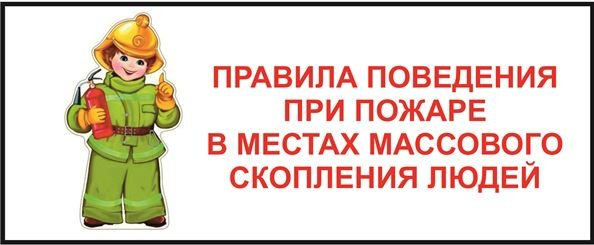 ПРАВИЛА ПОВЕДЕНИЯ
ПРИ ПОЖАРЕ
В МЕСТАХ МАССОВОГО
СКОПЛЕНИЯ ЛЮДЕЙ